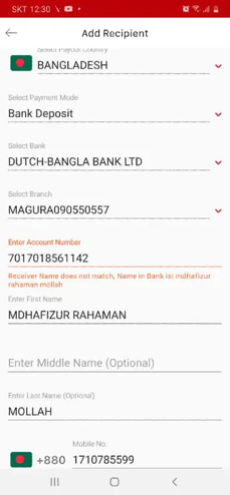 SKT 12:30
Add Recipient
Select Payout Country
BANGLADESH
Select Payment Mode
Bank Deposit
Select Bank
DUTCH-BANGLA BANK LTD
Select Branch
MAGURA090550557
Enter Account Number
7017018561142
Receiver Name does not match, Name in Bank is: mdhafizur
rahaman mollah
Enter First Name
MDHAFIZUR RAHAMAN
Enter Middle Name (Optional)
Enter Last Name (Optional)
MOLLAH
Mobile No.
+880 1710785599